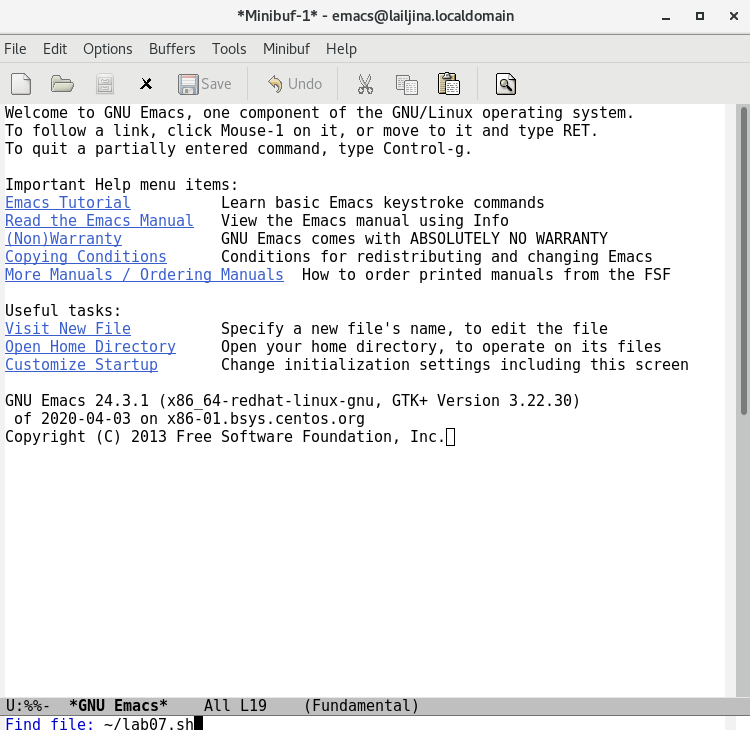 *Minibuf-1* - emacs@lailjina.localdomain
File Edit Options Buffers Tools Minibuf Help
Save Undo
Welcome to GNU Emacs, one component of the GNU/Linux operating system.
To follow a link, click Mouse-1 on it, or move to it and type RET.
To quit a partially entered command, type Control-g.
Important Help menu items:
Emacs Tutorial Learn basic Emacs keystroke commands
Read the Emacs Manual View the Emacs manual using Info
(Non)Warranty GNU Emacs comes with ABSOLUTELY NO WARRANTY
Copying Conditions Conditions for redistributing and changing Emacs
More Manuals / Ordering Manuals How to order printed manuals from the FSF
Useful tasks:
Visit New File Specify a new file's name, to edit the file
Open Home Directory Open your home directory, to operate on its files
Customize Startup Change initialization settings including this screen
GNU Emacs 24.3.1 (x86_64-redhat-linux-gnu, GTK+ Version 3.22.30)
of 2020-04-03 on x86-01.bsys.centos.org
Copyright (C) 2013 Free Software Foundation, Inc.
U:%%- *GNU Emacs* All L19 (Fundamental)
Find file: ~/lab07.sh